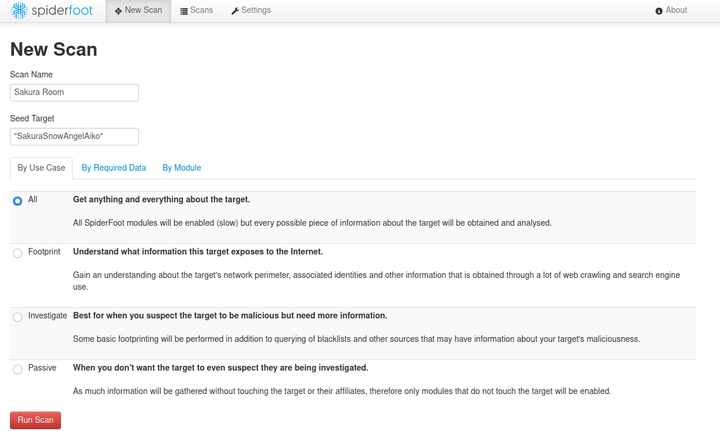 spiderfoot New Scan Scans Settings About
New Scan
Scan Name
Sakura Room
Seed Target
"SakuraSnowAngelAiko"
By Use Case By Required Data By Module
All Get anything and everything about the target.
All SpiderFoot modules will be enabled (slow) but every possible piece of information about the target will be obtained and analysed.
Footprint Understand what information this target exposes to the Internet.
Gain an understanding about the target's network perimeter, associated identities and other information that is obtained through a lot of web crawling and search engine
use.
Investigate Best for when you suspect the target to be malicious but need more information.
Some basic footprinting will be performed in addition to querying of blacklists and other sources that may have information about your target's maliciousness.
Passive When you don't want the target to even suspect they are being investigated.
As much information will be gathered without touching the target or their affiliates, therefore only modules that do not touch the target will be enabled.
Run Scan